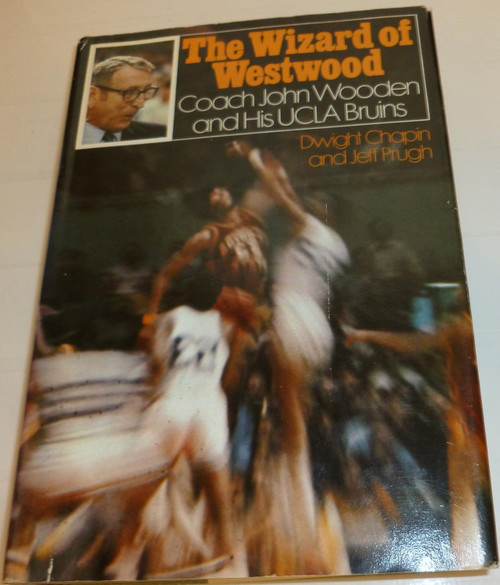 The Wizard of
Westwood
Coach John Wooden
and His UCLA Bruins
Dwight Chapin
and Jeff Prugh